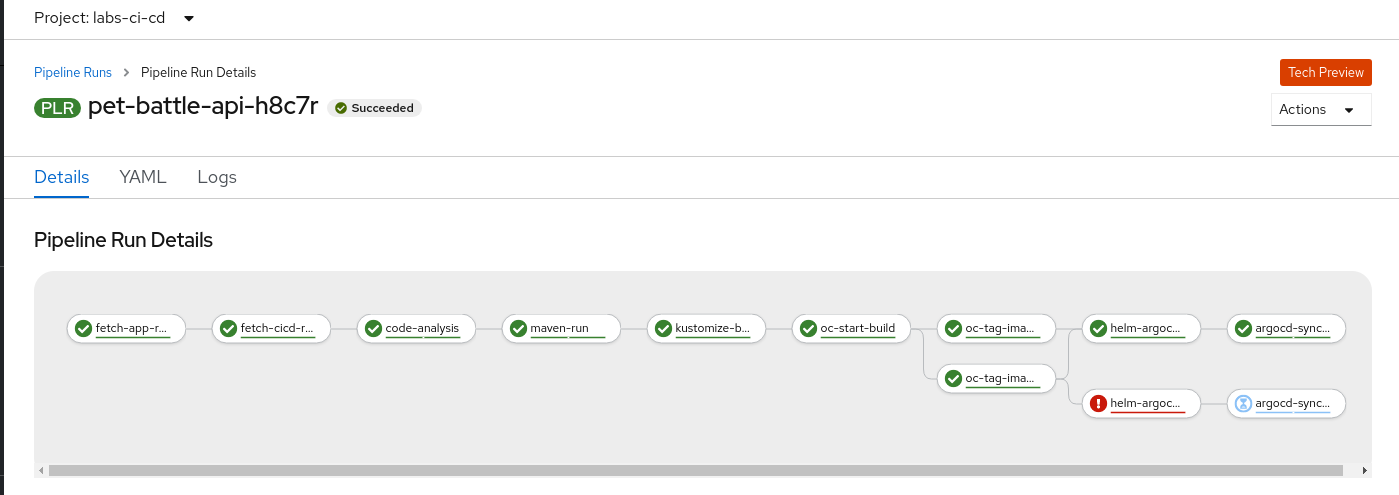 Project: labs-ci-cd
Pipeline Runs > Pipeline Run Details
Tech Preview
PLR pet-battle-api-h8c7r Succeeded
Actions
Details YAML Logs
Pipeline Run Details
fetch-app-r... fetch-cicd-r... code-analysis maven-run kustomize-b... oc-start-build oc-tag-ima... helm-argoc... argocd-sync...
oc-tag-ima...
helm-argoc... argocd-sync...